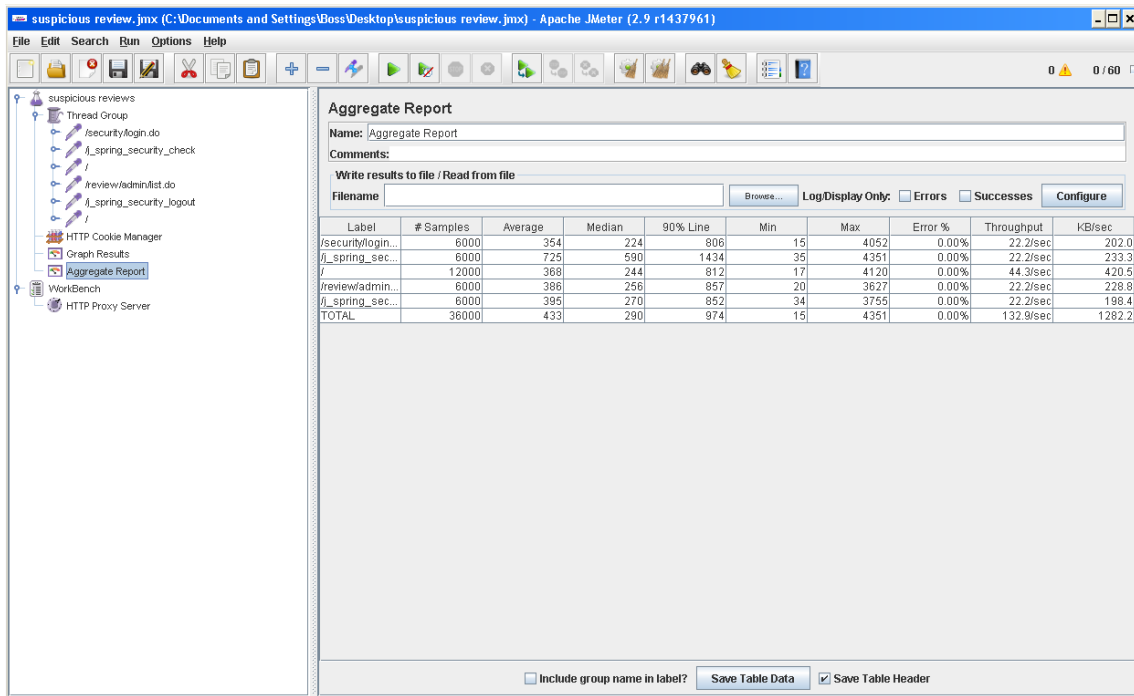 suspicious review.jmx (C:\Documents and Settings\Boss\Desktop\suspicious review.jmx) - Apache JMeter (2.9 r1437961)
File Edit Search Run Options Help
0 0 / 60
suspicious reviews
Thread Group
/security/login.do
/j_spring_security_check
/
/review/admin/list.do
/j_spring_security_logout
/
HTTP Cookie Manager
Graph Results
Aggregate Report
WorkBench
HTTP Proxy Server
Aggregate Report
Name: Aggregate Report
Comments:
Write results to file / Read from file
Filename Browse... Log/Display Only: Errors Successes Configure
Label # Samples Average Median 90% Line Min Max Error % Throughput KB/sec
/security/login... 6000 354 224 806 15 4052 0.00% 22.2/sec 202.0
/j_spring_sec... 6000 725 590 1434 35 4351 0.00% 22.2/sec 233.3
/ 12000 368 244 812 17 4120 0.00% 44.3/sec 420.5
/review/admin... 6000 386 256 857 20 3627 0.00% 22.2/sec 228.8
/j_spring_sec... 6000 395 270 852 34 3755 0.00% 22.2/sec 198.4
TOTAL 36000 433 290 974 15 4351 0.00% 132.9/sec 1282.2
Include group name in label? Save Table Data Save Table Header